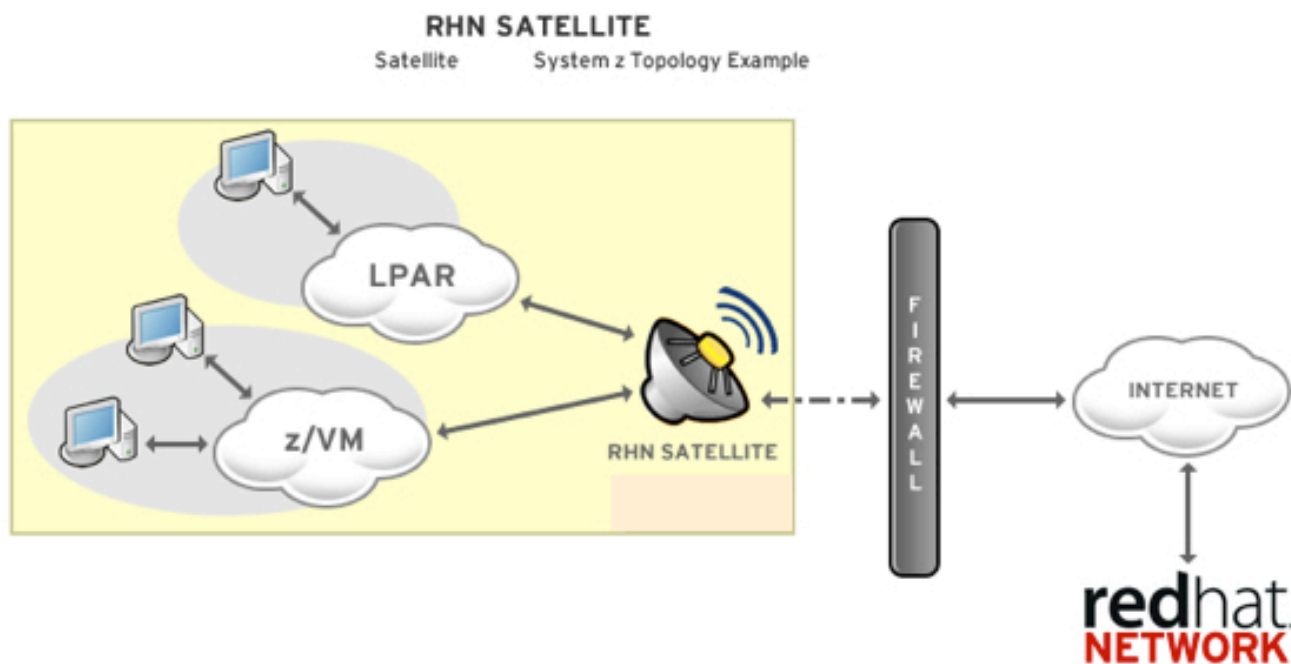 RHN SATELLITE
Satellite System z Topology Example
LPAR
z/VM
RHN SATELLITE
FIREWALL
INTERNET
redhat.
NETWORK